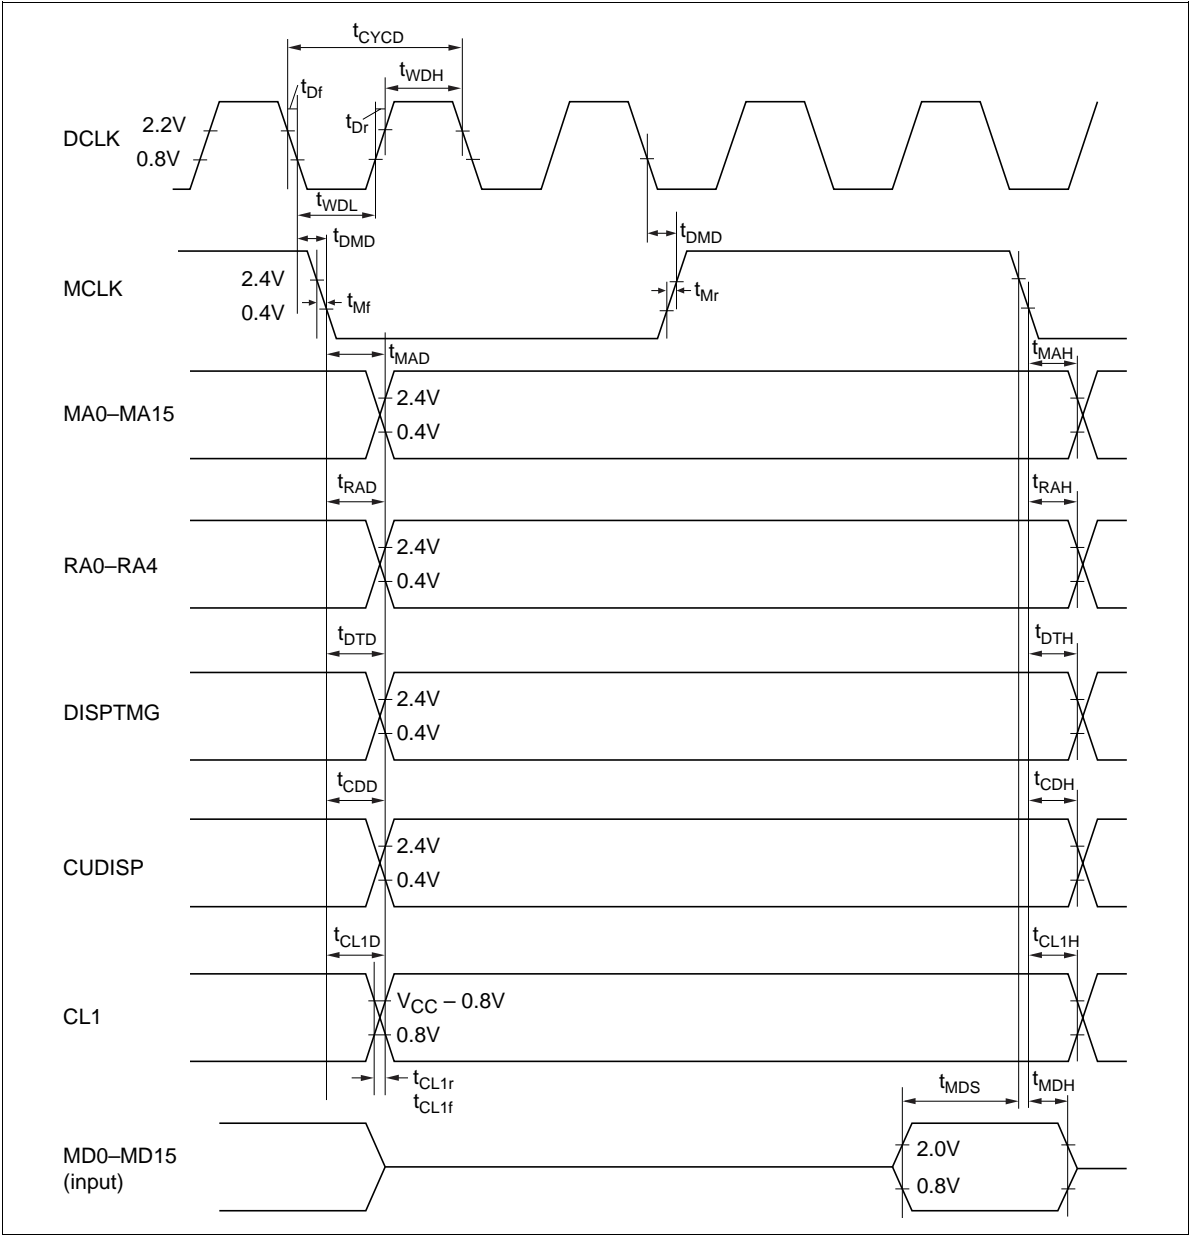 tCYCD
tWDH
tDf
tDr
DCLK
2.2V
0.8V
tWDL
tDMD
tDMD
MCLK
2.4V
0.4V
tMf
tMr
tMAD
tMAH
MA0–MA15
2.4V
0.4V
tRAD
tRAH
RA0–RA4
2.4V
0.4V
tDTD
tDTH
DISPTMG
2.4V
0.4V
tCDD
tCDH
CUDISP
2.4V
0.4V
tCL1D
tCL1H
CL1
VCC – 0.8V
0.8V
tCL1r
tCL1f
tMDS
tMDH
MD0–MD15
(input)
2.0V
0.8V